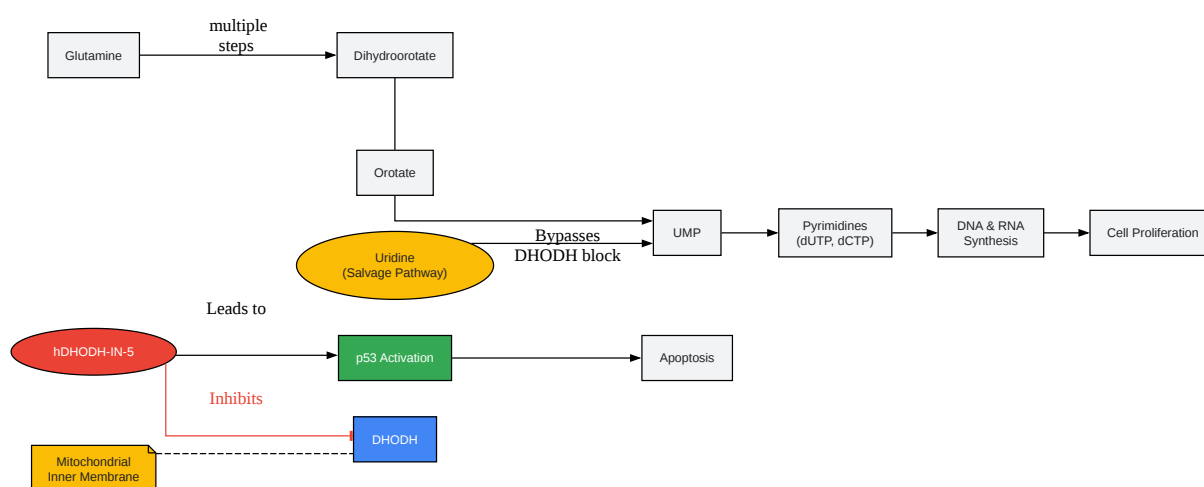 multiple
steps
Glutamine
Dihydroorotate
Orotate
UMP
Pyrimidines
(dUTP, dCTP)
DNA & RNA
Synthesis
Cell Proliferation
Bypasses
DHODH block
Uridine
(Salvage Pathway)
Leads to
hDHODH-IN-5
p53 Activation
Apoptosis
Inhibits
DHODH
Mitochondrial
Inner Membrane